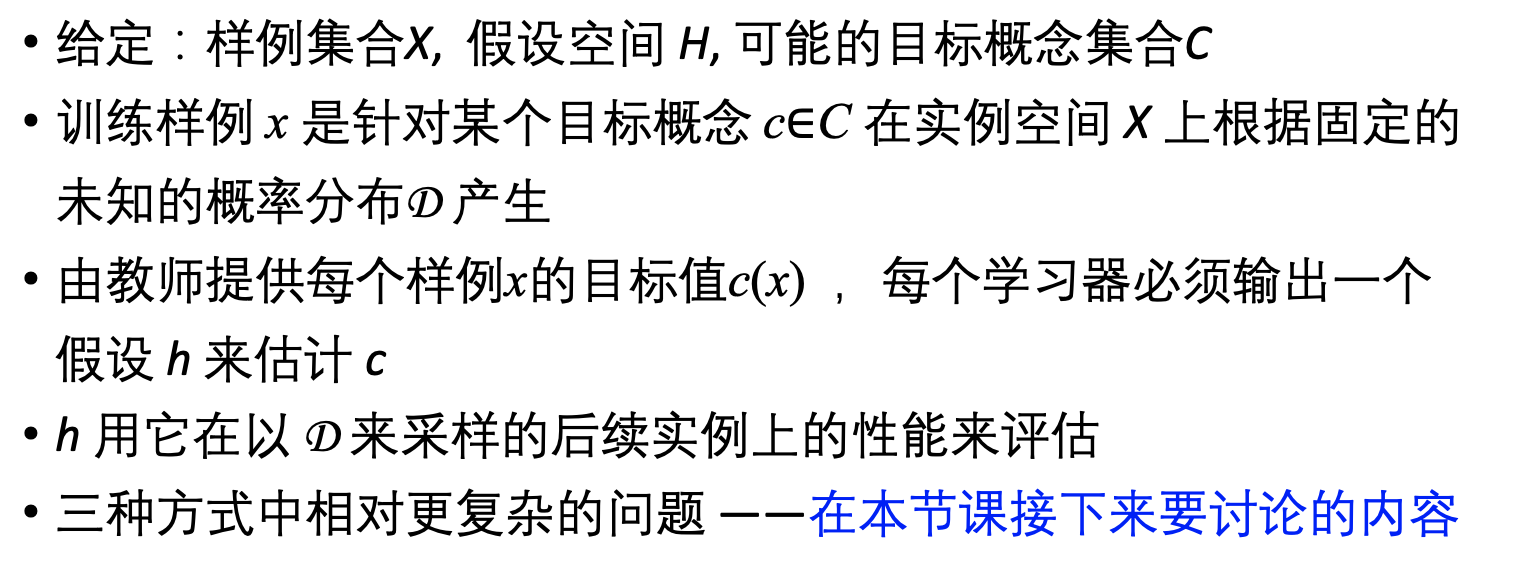 • 给定：样例集合X, 假设空间 H, 可能的目标概念集合C
• 训练样例 x 是针对某个目标概念 c∈C 在实例空间 X 上根据固定的
未知的概率分布𝒟 产生
• 由教师提供每个样例x的目标值c(x) ， 每个学习器必须输出一个
假设 h 来估计 c
• h 用它在以 𝒟 来采样的后续实例上的性能来评估
• 三种方式中相对更复杂的问题 ——在本节课接下来要讨论的内容